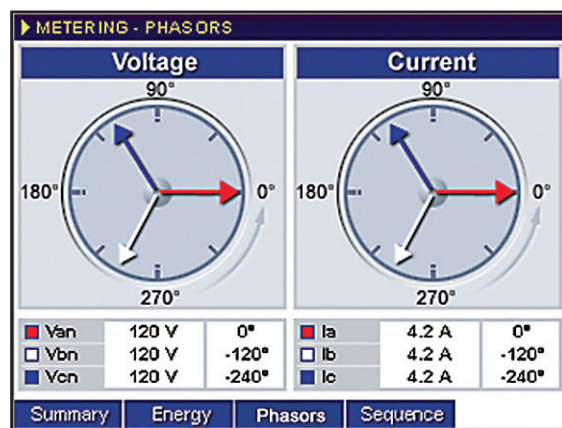 METERING - PHASORS
Voltage
90°
180°
0°
270°
Current
90°
180°
0°
270°
Van 120 V 0°
Vbn 120 V -120°
Vcn 120 V -240°
Ia 4.2 A 0°
Ib 4.2 A -120°
Ic 4.2 A -240°
Summary Energy Phasors Sequence